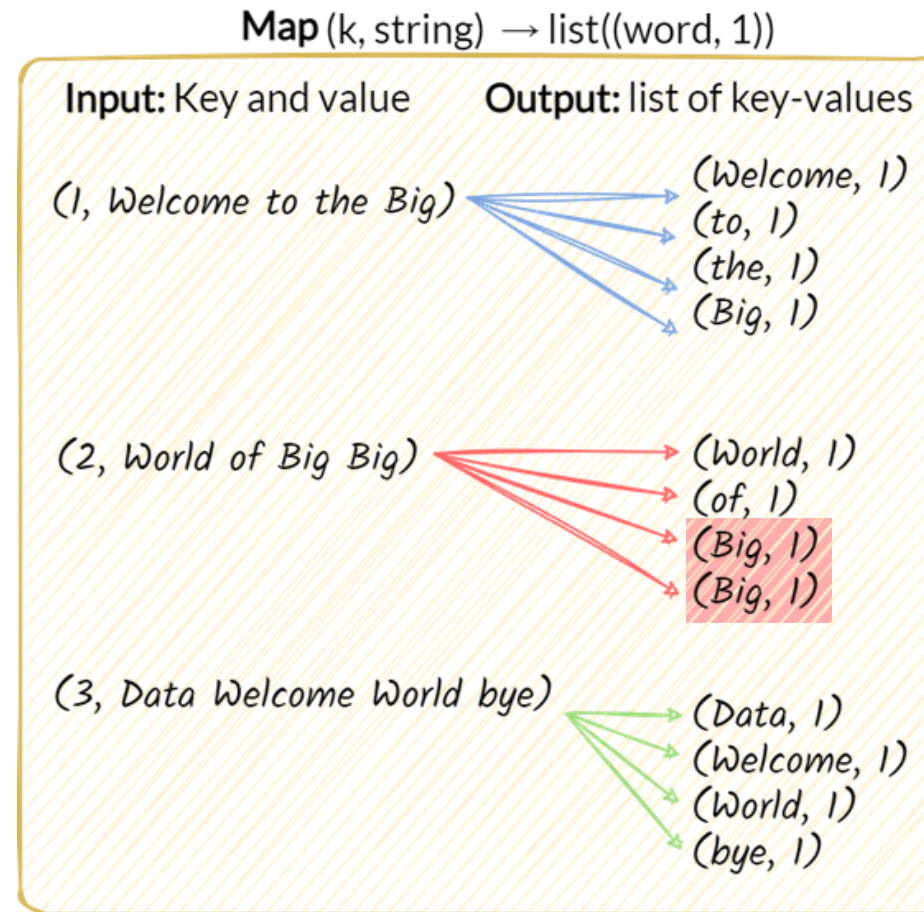 Map (k, string) → list((word, 1))
Input: Key and value Output: list of key-values
(1, Welcome to the Big)
(Welcome, 1)
(to, 1)
(the, 1)
(Big, 1)
(2, World of Big Big)
(World, 1)
(of, 1)
(Big, 1)
(Big, 1)
(3, Data Welcome World bye)
(Data, 1)
(Welcome, 1)
(World, 1)
(bye, 1)